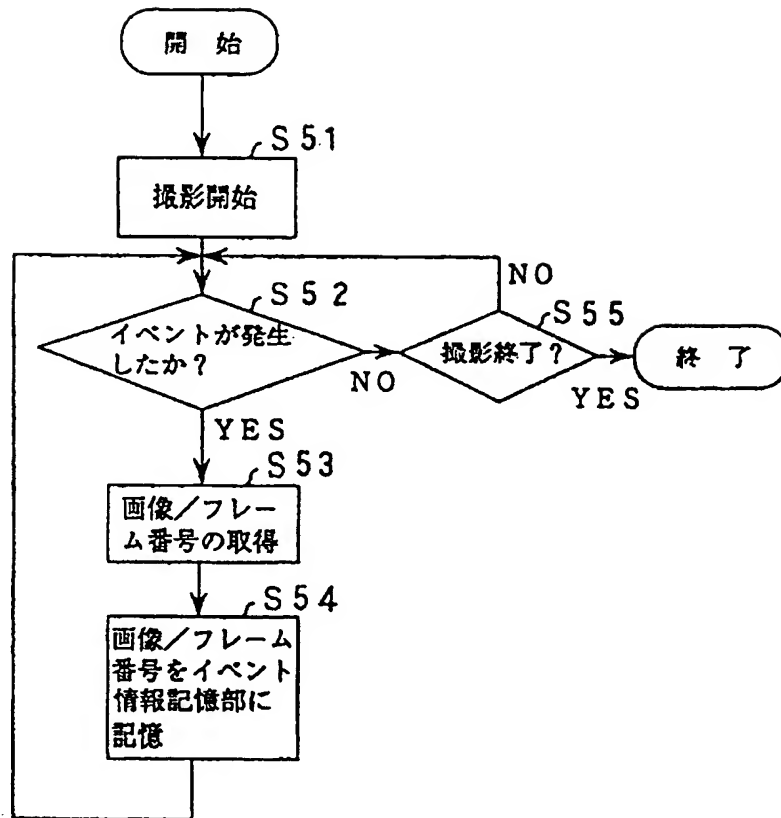 開 始
S51
撮影開始
NO
S52
イベントが発生
したか？
NO
S55
撮影終了？
YES
終 了
YES
S53
画像／フレー
ム番号の取得
S54
画像／フレーム
番号をイベント
情報記憶部に
記憶